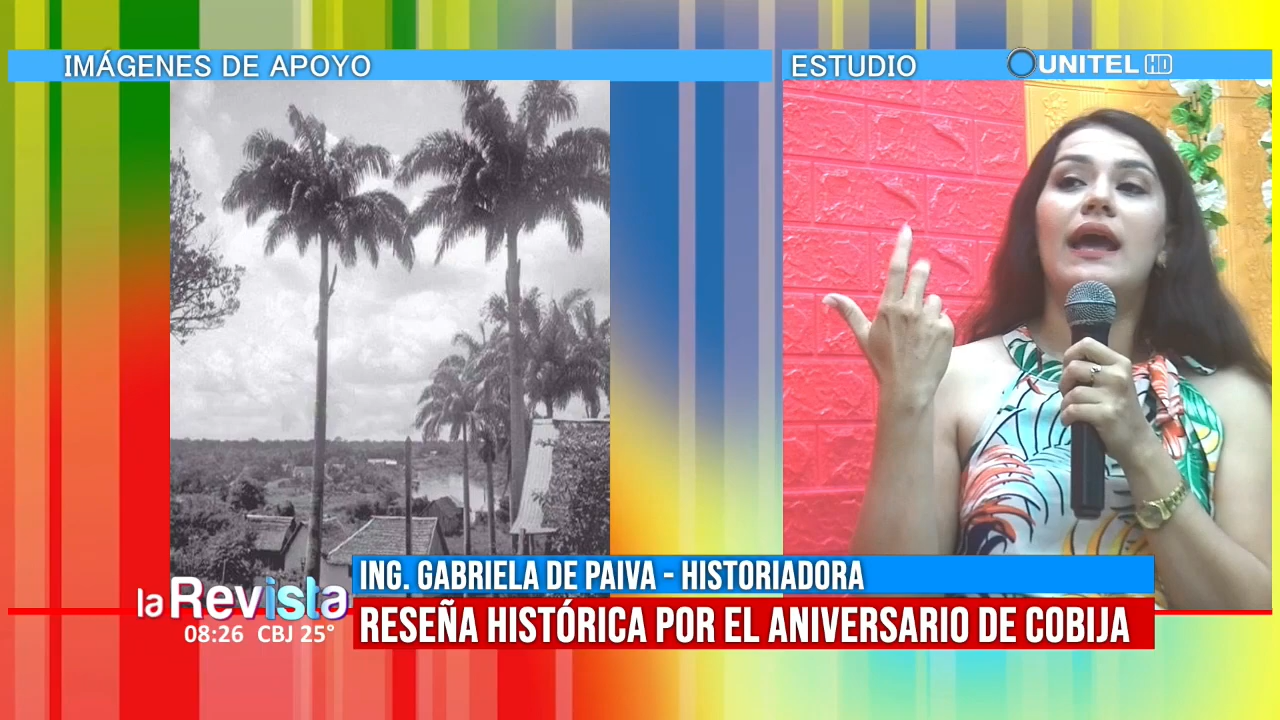 IMÁGENES DE APOYO
ESTUDIO
UNITEL HD
ING. GABRIELA DE PAIVA - HISTORIADORA
la Revista
RESEÑA HISTÓRICA POR EL ANIVERSARIO DE COBIJA
08:26 CBJ 25°